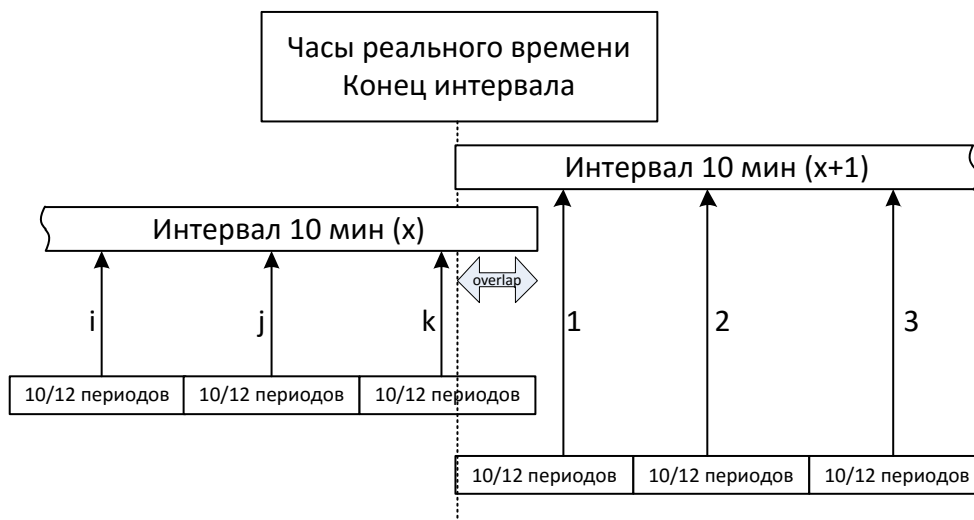 Часы реального времени
Конец интервала
Интервал 10 мин (x+1)
Интервал 10 мин (x)
overlap
i
j
k
1
2
3
10/12 периодов
10/12 периодов
10/12 периодов
10/12 периодов
10/12 периодов
10/12 периодов